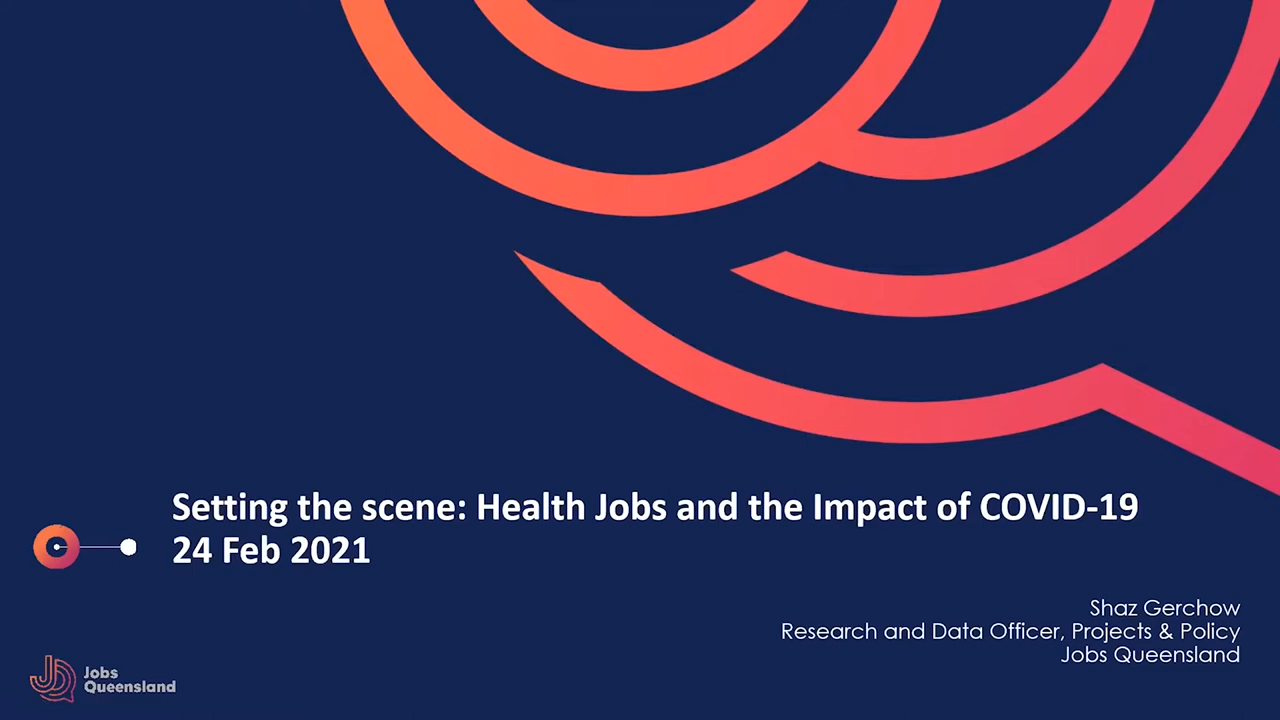 Setting the scene: Health Jobs and the Impact of COVID-19
24 Feb 2021
Shaz Gerchow
Research and Data Officer, Projects & Policy
Jobs Queensland
Jobs
Queensland